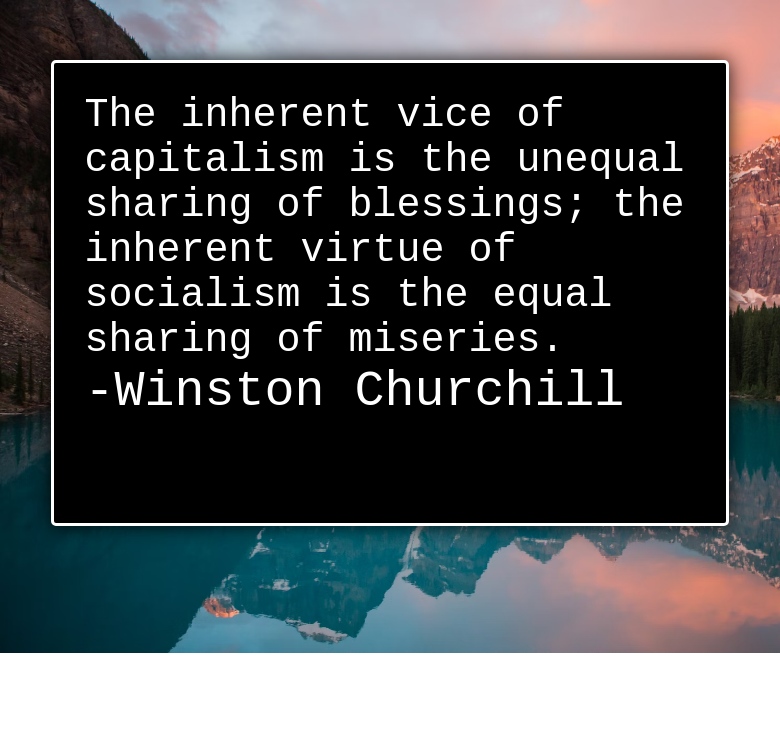 The inherent vice of
capitalism is the unequal
sharing of blessings; the
inherent virtue of
socialism is the equal
sharing of miseries.
-Winston Churchill